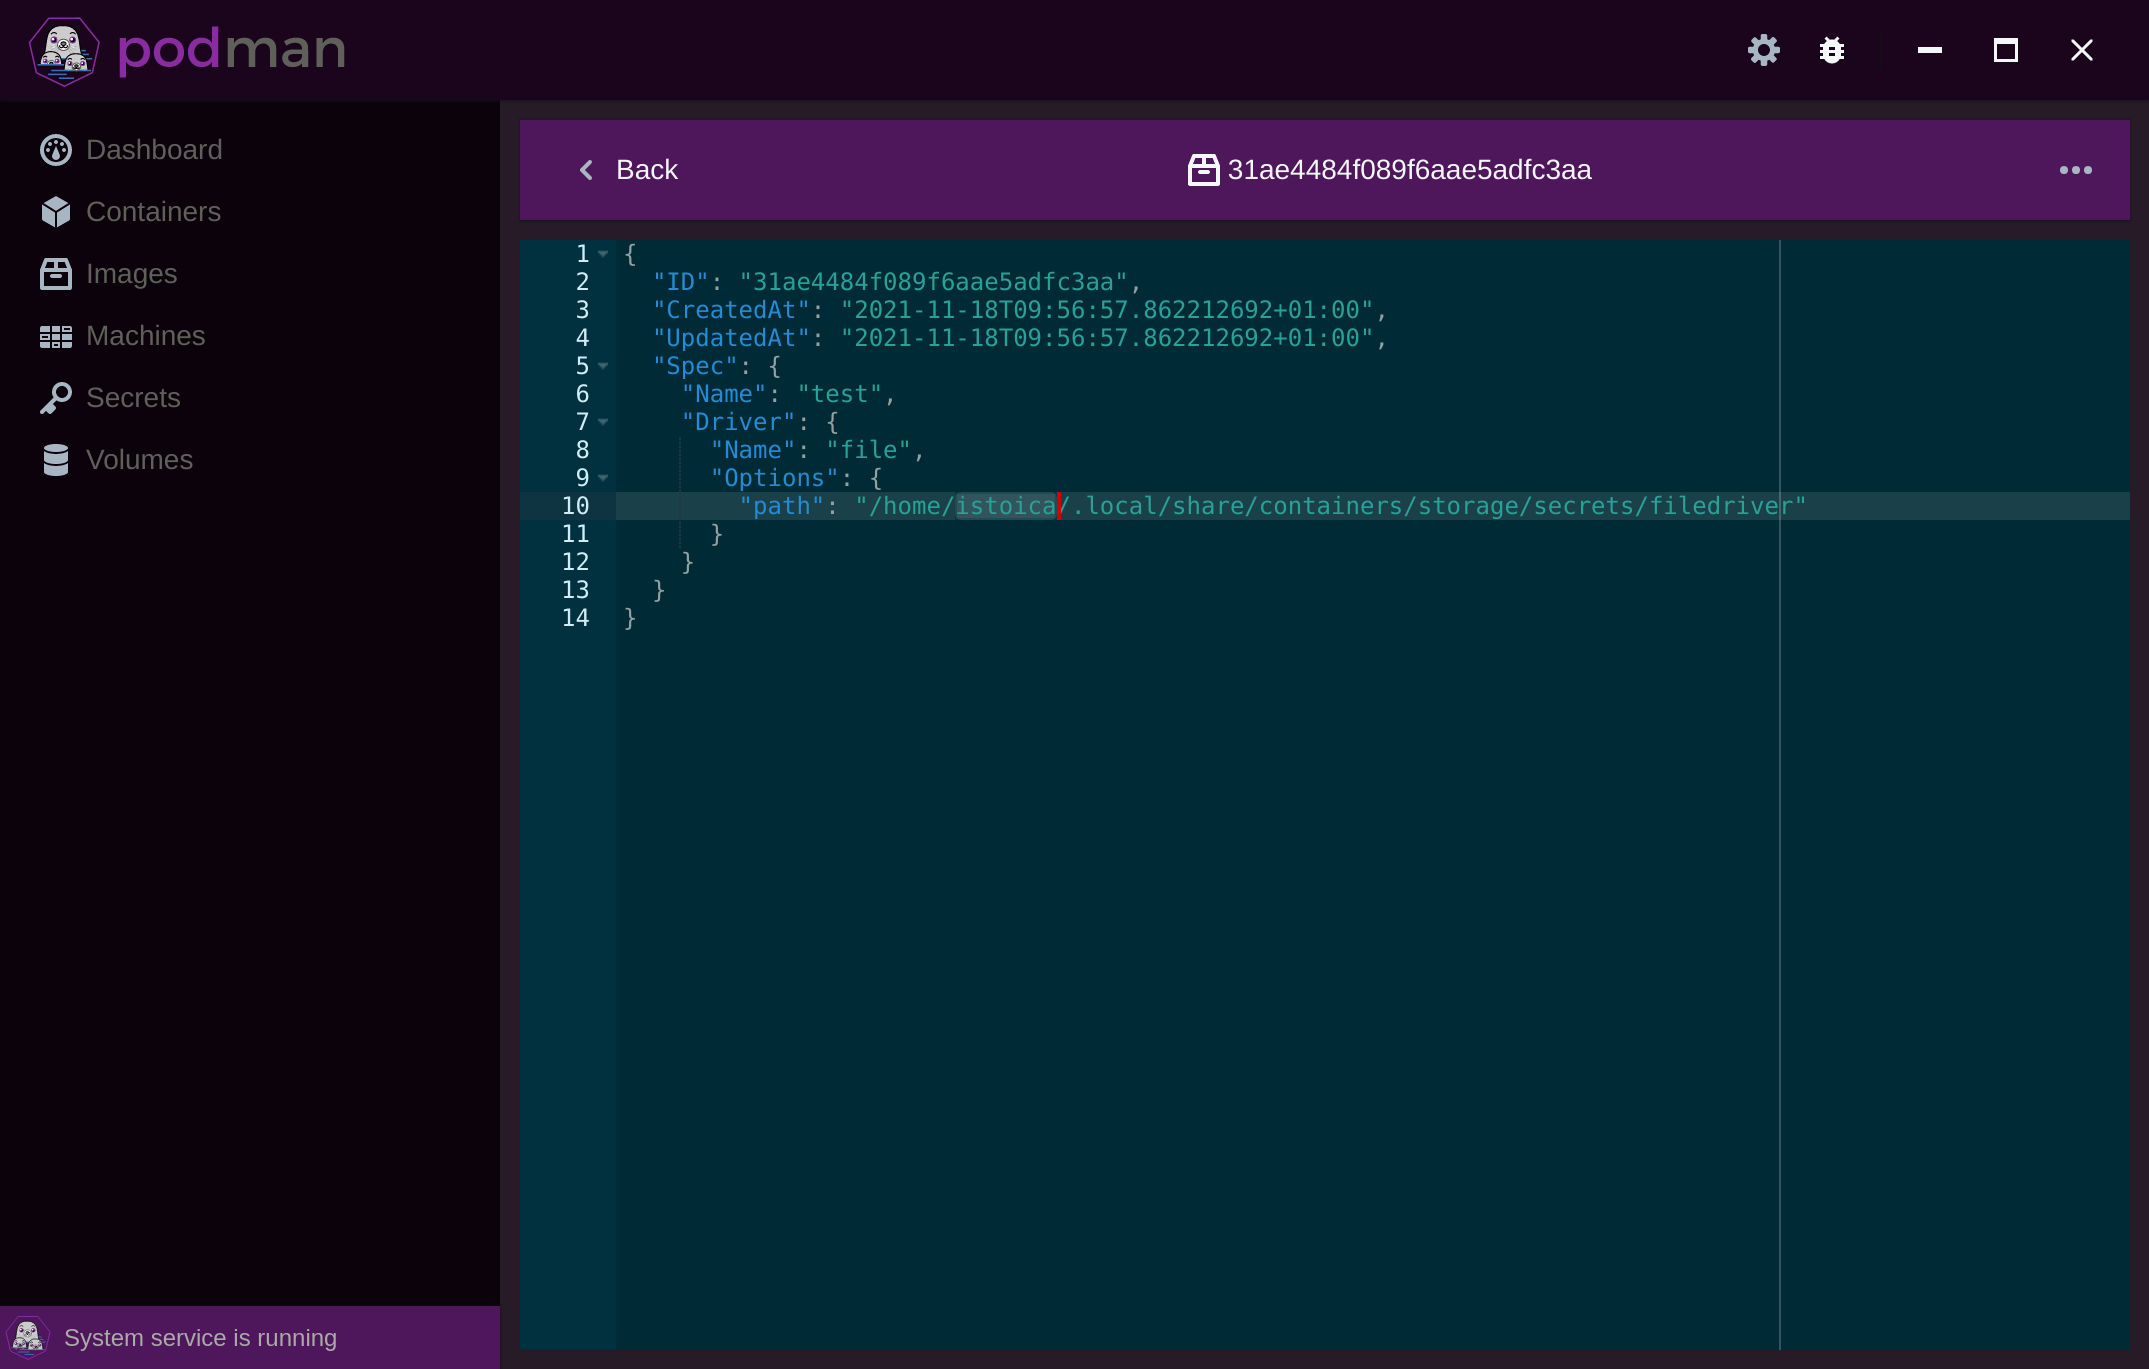 podman
Dashboard
Containers
Images
Machines
Secrets
Volumes
System service is running
Back
31ae4484f089f6aae5adfc3aa
1 {
2 "ID": "31ae4484f089f6aae5adfc3aa",
3 "CreatedAt": "2021-11-18T09:56:57.862212692+01:00",
4 "UpdatedAt": "2021-11-18T09:56:57.862212692+01:00",
5 "Spec": {
6 "Name": "test",
7 "Driver": {
8 "Name": "file",
9 "Options": {
10 "path": "/home/istoica/.local/share/containers/storage/secrets/filedriver"
11 }
12 }
13 }
14 }